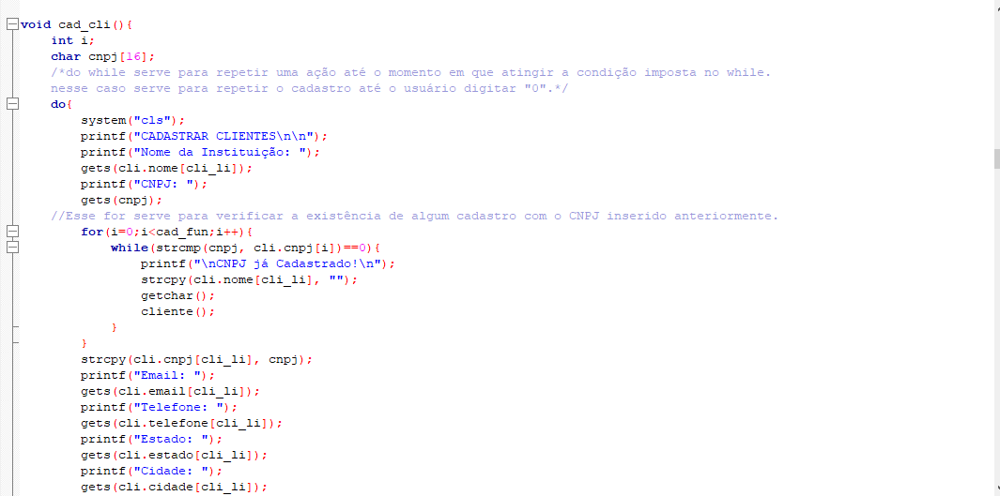 void cad_cli(){
int i;
char cnpj[16];
/*do while serve para repetir uma ação até o momento em que atingir a condição imposta no while.
nesse caso serve para repetir o cadastro até o usuário digitar "0".*/
do{
system("cls");
printf("CADASTRAR CLIENTES\n\n");
printf("Nome da Instituição: ");
gets(cli.nome[cli_li]);
printf("CNPJ: ");
gets(cnpj);
//Esse for serve para verificar a existência de algum cadastro com o CNPJ inserido anteriormente.
for(i=0;i<cad_fun;i++){
while(strcmp(cnpj, cli.cnpj[i])==0){
printf("\nCNPJ já Cadastrado!\n");
strcpy(cli.nome[cli_li], "");
getchar();
cliente();
}
}
strcpy(cli.cnpj[cli_li], cnpj);
printf("Email: ");
gets(cli.email[cli_li]);
printf("Telefone: ");
gets(cli.telefone[cli_li]);
printf("Estado: ");
gets(cli.estado[cli_li]);
printf("Cidade: ");
gets(cli.cidade[cli_li]);